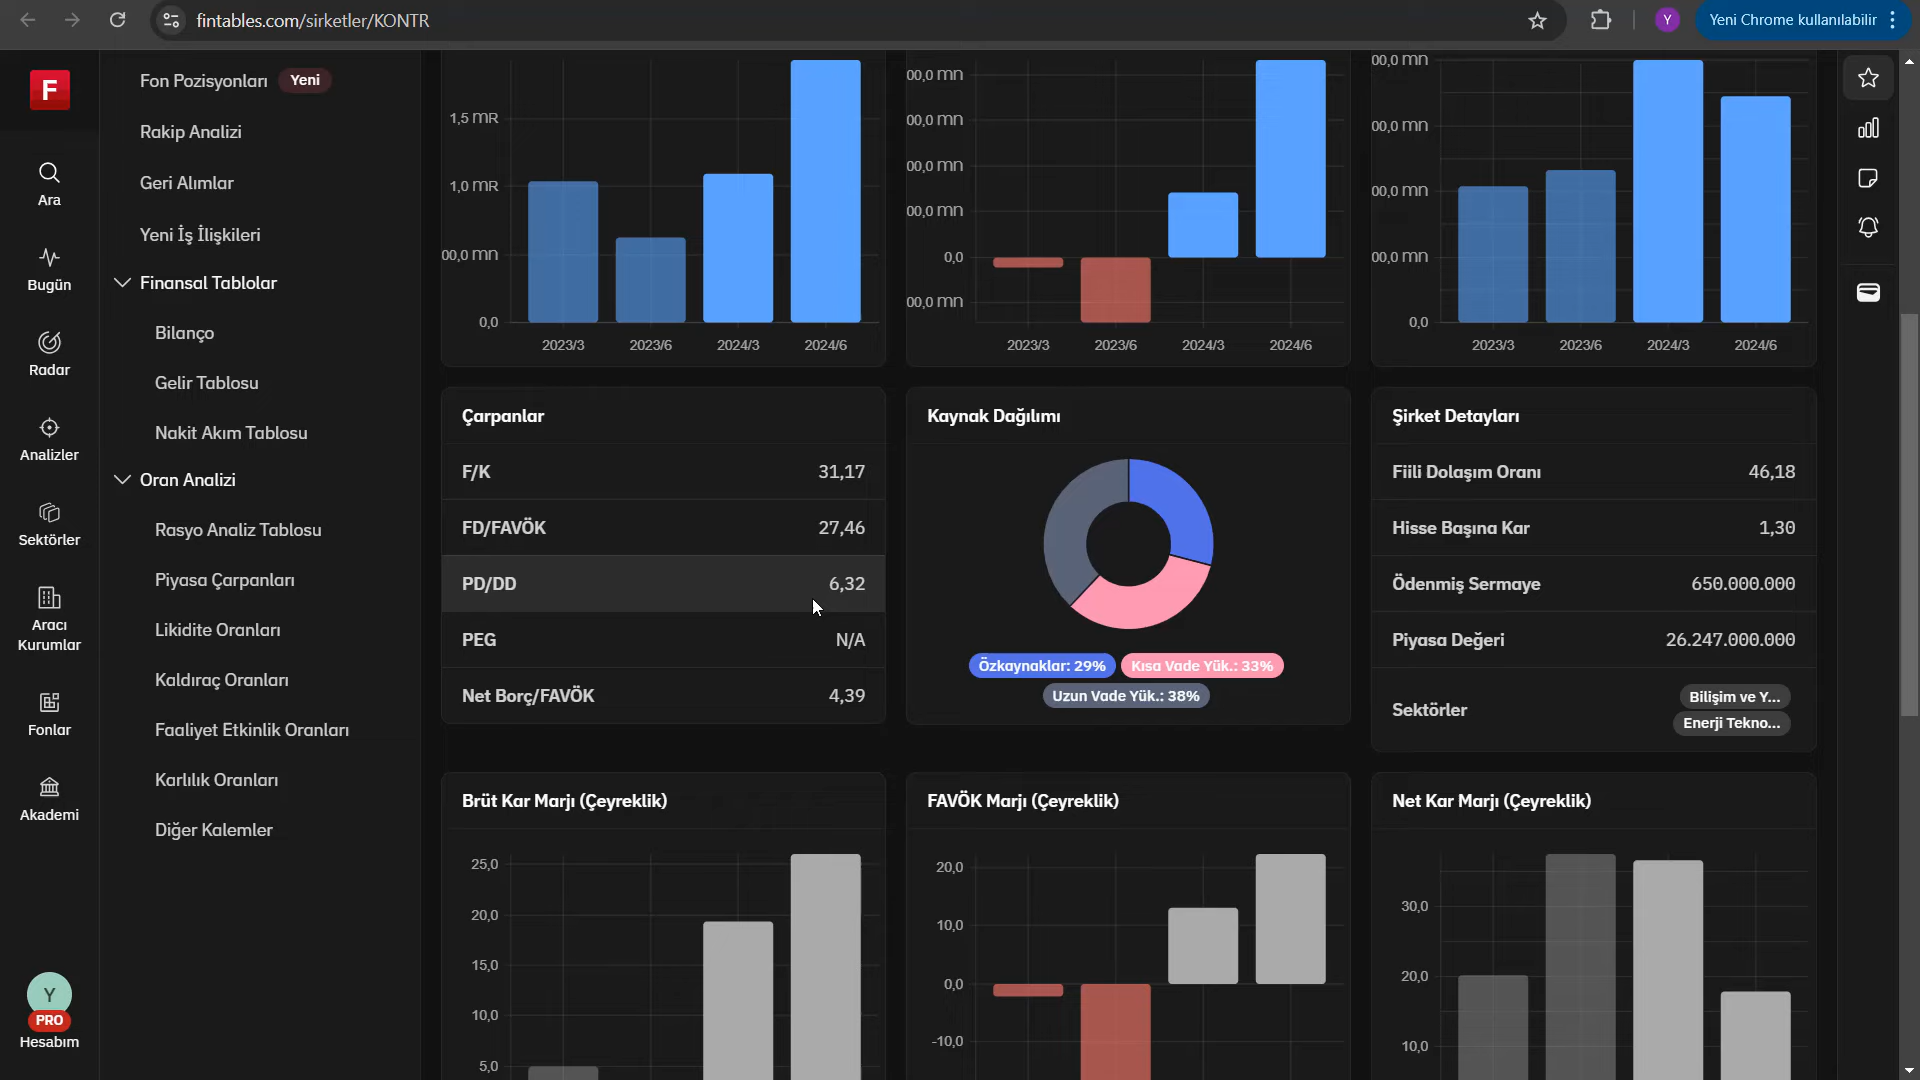 fintables.com/sirketler/KONTR
Y
Yeni Chrome kullanılabilir
F
Ara
Bugün
Radar
Analizler
Sektörler
Aracı
Kurumlar
Fonlar
Akademi
Y
PRO
Hesabım
Fon Pozisyonları Yeni
Rakip Analizi
Geri Alımlar
Yeni İş İlişkileri
Finansal Tablolar
Bilanço
Gelir Tablosu
Nakit Akım Tablosu
Oran Analizi
Rasyo Analiz Tablosu
Piyasa Çarpanları
Likidite Oranları
Kaldıraç Oranları
Faaliyet Etkinlik Oranları
Karlılık Oranları
Diğer Kalemler
1,5 MR
1,0 MR
00,0 mn
0,0
2023/3 2023/6 2024/3 2024/6
00,0 mn
00,0 mn
00,0 mn
00,0 mn
0,0
00,0 mn
2023/3 2023/6 2024/3 2024/6
00,0 mn
00,0 mn
00,0 mn
00,0 mn
0,0
2023/3 2023/6 2024/3 2024/6
Çarpanlar
F/K 31,17
FD/FAVÖK 27,46
PD/DD 6,32
PEG N/A
Net Borç/FAVÖK 4,39
Kaynak Dağılımı
Özkaynaklar: 29% Kısa Vade Yük.: 33%
Uzun Vade Yük.: 38%
Şirket Detayları
Fiili Dolaşım Oranı 46,18
Hisse Başına Kar 1,30
Ödenmiş Sermaye 650.000.000
Piyasa Değeri 26.247.000.000
Sektörler Bilişim ve Y...
Enerji Tekno...
Brüt Kar Marjı (Çeyreklik)
25,0
20,0
15,0
10,0
5,0
FAVÖK Marjı (Çeyreklik)
20,0
10,0
0,0
-10,0
Net Kar Marjı (Çeyreklik)
30,0
20,0
10,0